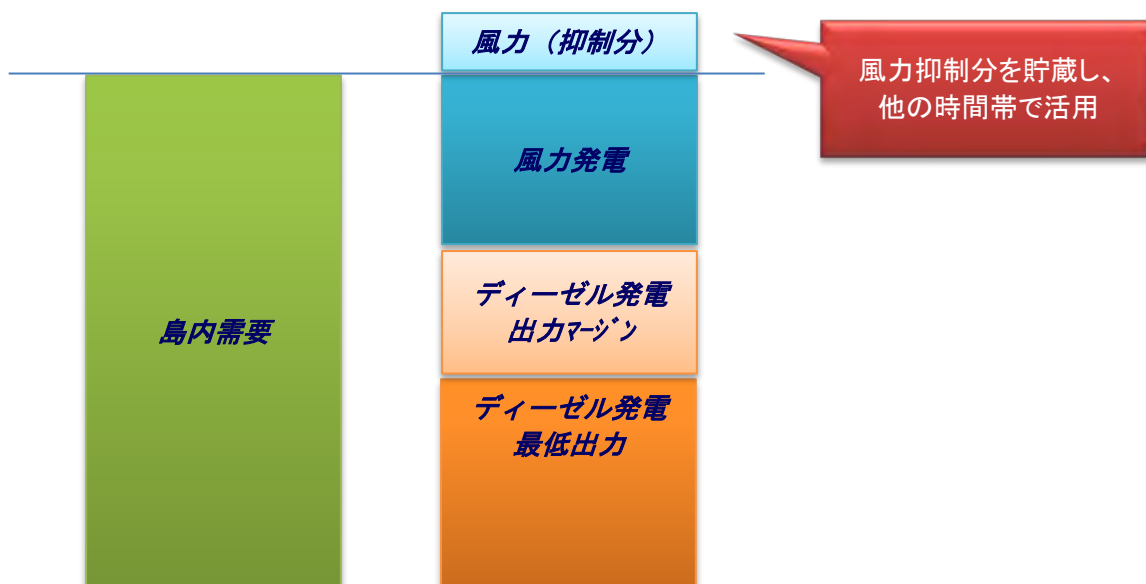 風力（抑制分）
風力抑制分を貯蔵し、
他の時間帯で活用
風力発電
ディーゼル発電
出力ﾏｰｼﾞﾝ
島内需要
ディーゼル発電
最低出力